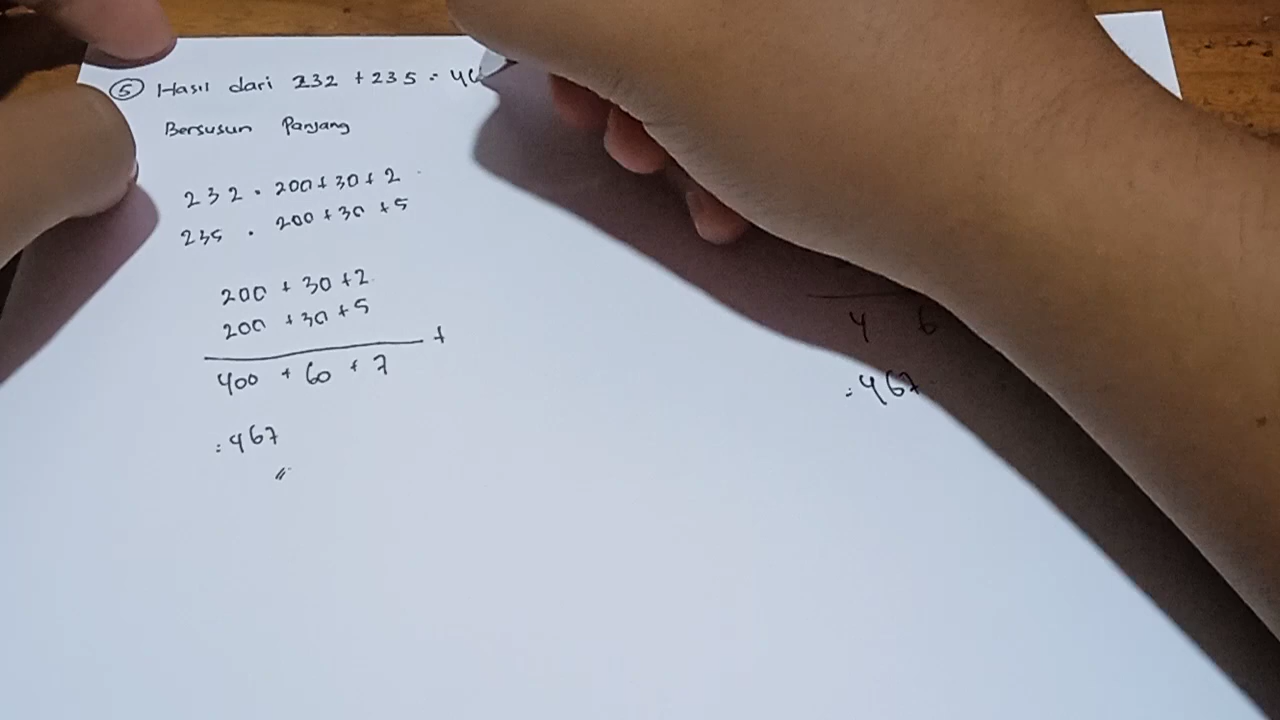 5 Hasil dari 232 + 235 = 46
Bersusun Panjang
232 = 200 + 30 + 2
235 = 200 + 30 + 5
200 + 30 + 2
200 + 30 + 5
+
400 + 60 + 7
= 467
4 6
= 467